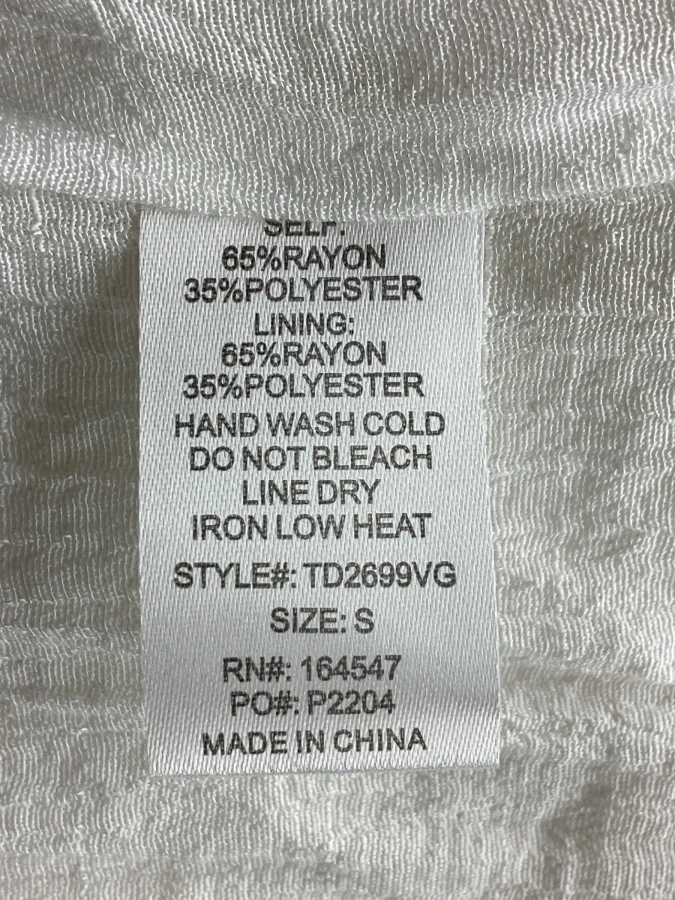 SELF:
65%RAYON
35%POLYESTER
LINING:
65%RAYON
35%POLYESTER
HAND WASH COLD
DO NOT BLEACH
LINE DRY
IRON LOW HEAT
STYLE#: TD2699VG
SIZE: S
RN#: 164547
PO#: P2204
MADE IN CHINA